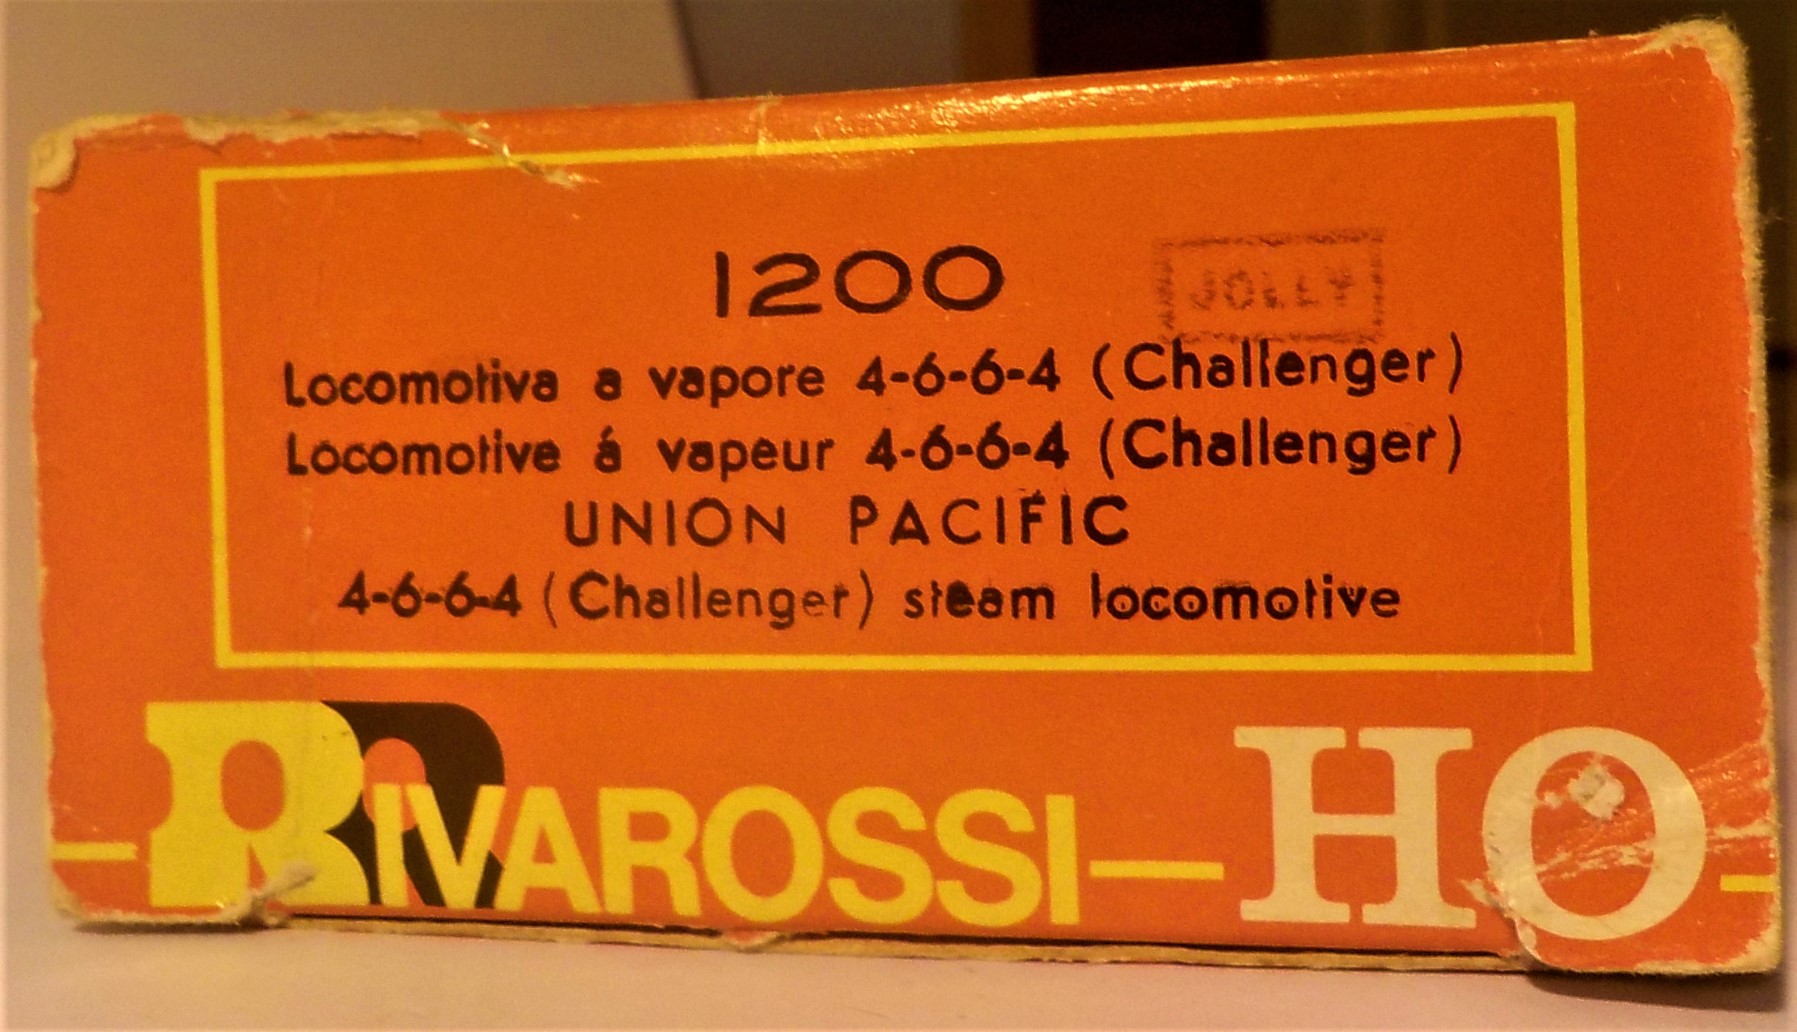 1200
JOLLY
Locomotiva a vapore 4-6-6-4 (Challenger)
Locomotive á vapeur 4-6-6-4 (Challenger)
UNION PACIFIC
4-6-6-4 (Challenger) steam locomotive
RIVAROSSI-HO